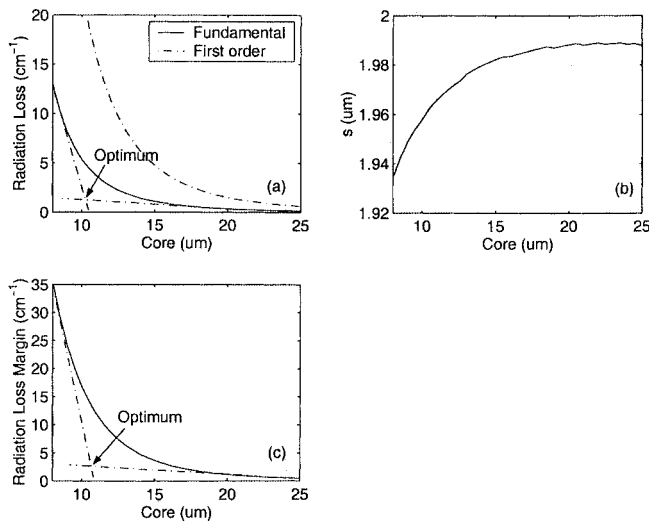 20
15
10
5
0
Radiation Loss (cm⁻¹)
Fundamental
First order
Optimum
(a)
10 15 20 25
Core (um)
2
1.98
1.96
1.94
1.92
s (um)
(b)
10 15 20 25
Core (um)
35
30
25
20
15
10
5
0
Radiation Loss Margin (cm⁻¹)
Optimum
(c)
10 15 20 25
Core (um)